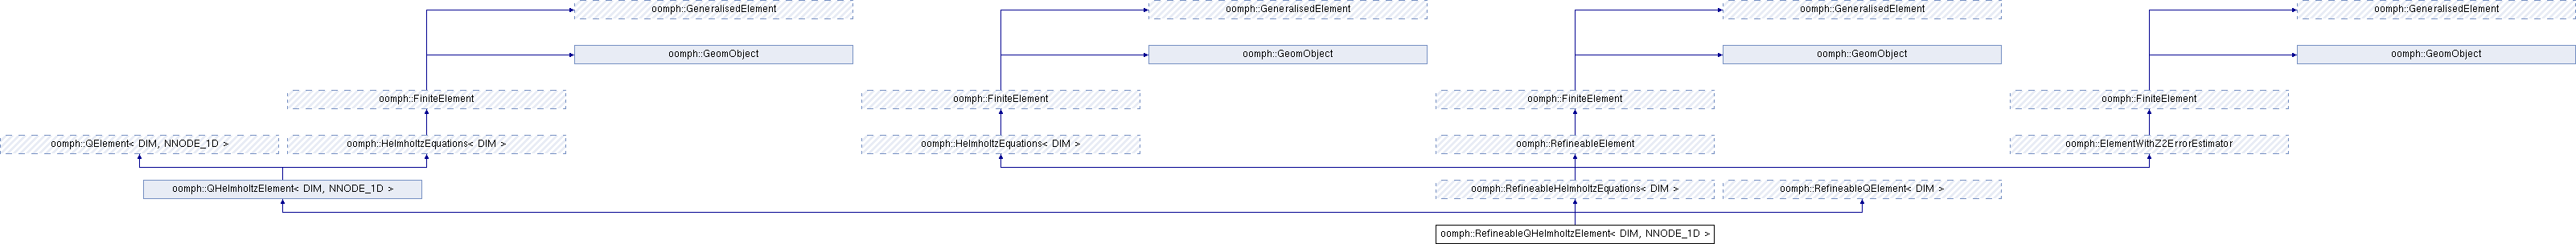 oomph::GeneralisedElement
oomph::GeneralisedElement
oomph::GeneralisedElement
oomph::GeneralisedElement
oomph::GeomObject
oomph::GeomObject
oomph::GeomObject
oomph::GeomObject
oomph::FiniteElement
oomph::FiniteElement
oomph::FiniteElement
oomph::FiniteElement
oomph::QElement< DIM, NNODE_1D >
oomph::HelmholtzEquations< DIM >
oomph::HelmholtzEquations< DIM >
oomph::RefineableElement
oomph::ElementWithZ2ErrorEstimator
oomph::QHelmholtzElement< DIM, NNODE_1D >
oomph::RefineableHelmholtzEquations< DIM >
oomph::RefineableQElement< DIM >
oomph::RefineableQHelmholtzElement< DIM, NNODE_1D >